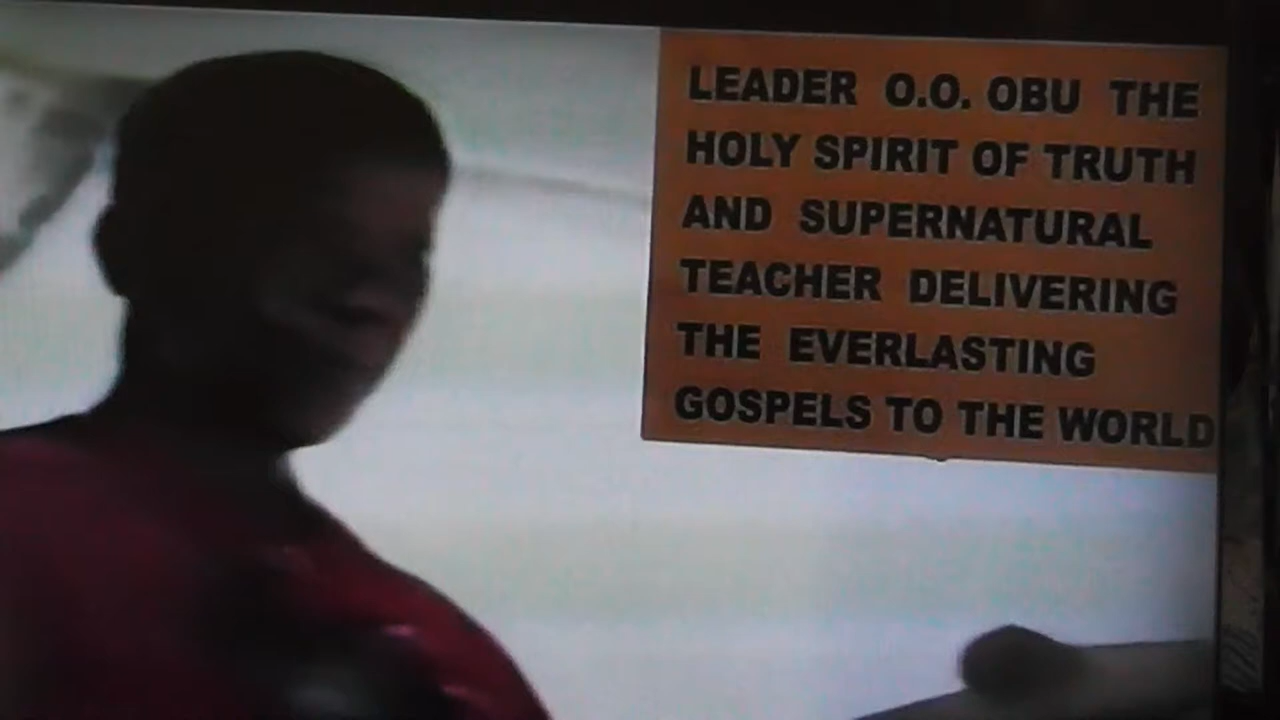 LEADER O.O. OBU THE
HOLY SPIRIT OF TRUTH
AND SUPERNATURAL
TEACHER DELIVERING
THE EVERLASTING
GOSPELS TO THE WORLD